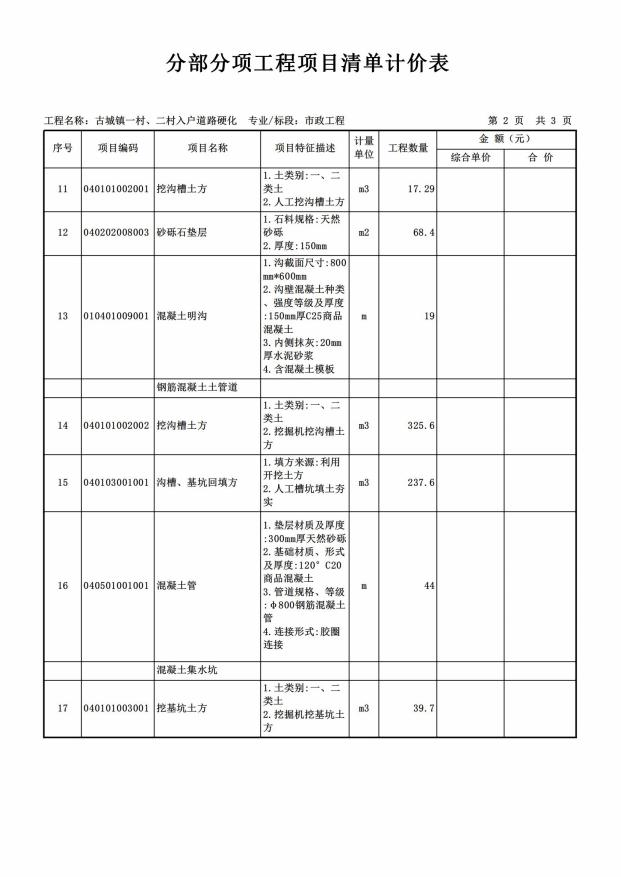 分部分项工程项目清单计价表
工程名称: 古城镇一村、二村入户道路硬化 专业/标段: 市政工程 第 2 页 共 3 页
序号 项目编码 项目名称 项目特征描述 计量单位 工程数量 金 额（元）
综合单价 合 价
11 040101002001 挖沟槽土方 1.土类别:一、二
类土
2.人工挖沟槽土方 m3 17.29
12 040202008003 砂砾石垫层 1.石料规格:天然
砂砾
2.厚度:150mm m2 68.4
13 010401009001 混凝土明沟 1.沟截面尺寸:800
mm*600mm
2.沟壁混凝土种类
、强度等级及厚度
:150mm厚C25商品
混凝土
3.内侧抹灰:20mm
厚水泥砂浆
4.含混凝土模板 m 19
钢筋混凝土土管道
14 040101002002 挖沟槽土方 1.土类别:一、二
类土
2.挖掘机挖沟槽土
方 m3 325.6
15 040103001001 沟槽、基坑回填方 1.填方来源:利用
开挖土方
2.人工槽坑填土夯
实 m3 237.6
16 040501001001 混凝土管 1.垫层材质及厚度
:300mm厚天然砂砾
2.基础材质、形式
及厚度:120° C20
商品混凝土
3.管道规格、等级
:φ800钢筋混凝土
管
4.连接形式:胶圈
连接 m 44
混凝土集水坑
17 040101003001 挖基坑土方 1.土类别:一、二
类土
2.挖掘机挖基坑土
方 m3 39.7